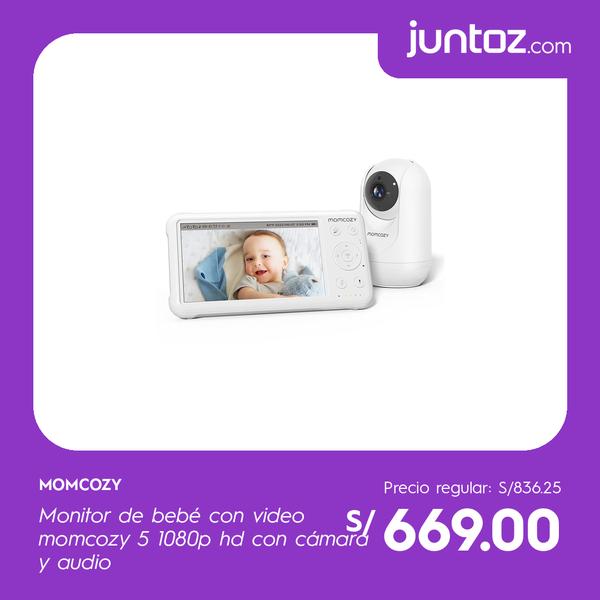 juntoz.com
momcozy
momcozy
MOMCOZY
Precio regular: S/836.25
Monitor de bebé con video
momcozy 5 1080p hd con cámara
y audio
S/ 669.00